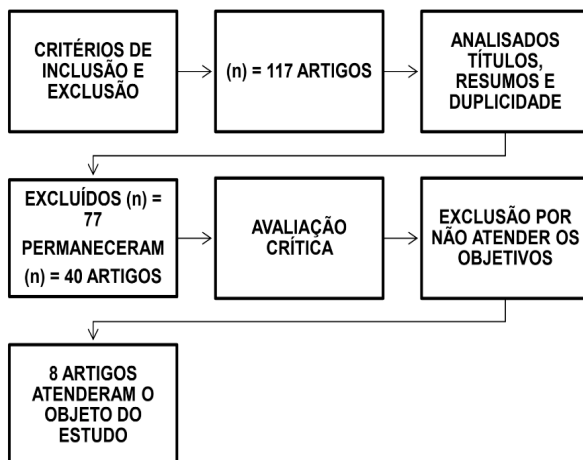 CRITÉRIOS DE
INCLUSÃO E
EXCLUSÃO
(n) = 117 ARTIGOS
ANALISADOS
TÍTULOS,
RESUMOS E
DUPLICIDADE
EXCLUÍDOS (n) =
77
PERMANECERAM
(n) = 40 ARTIGOS
AVALIAÇÃO
CRÍTICA
EXCLUSÃO POR
NÃO ATENDER OS
OBJETIVOS
8 ARTIGOS
ATENDERAM O
OBJETO DO
ESTUDO